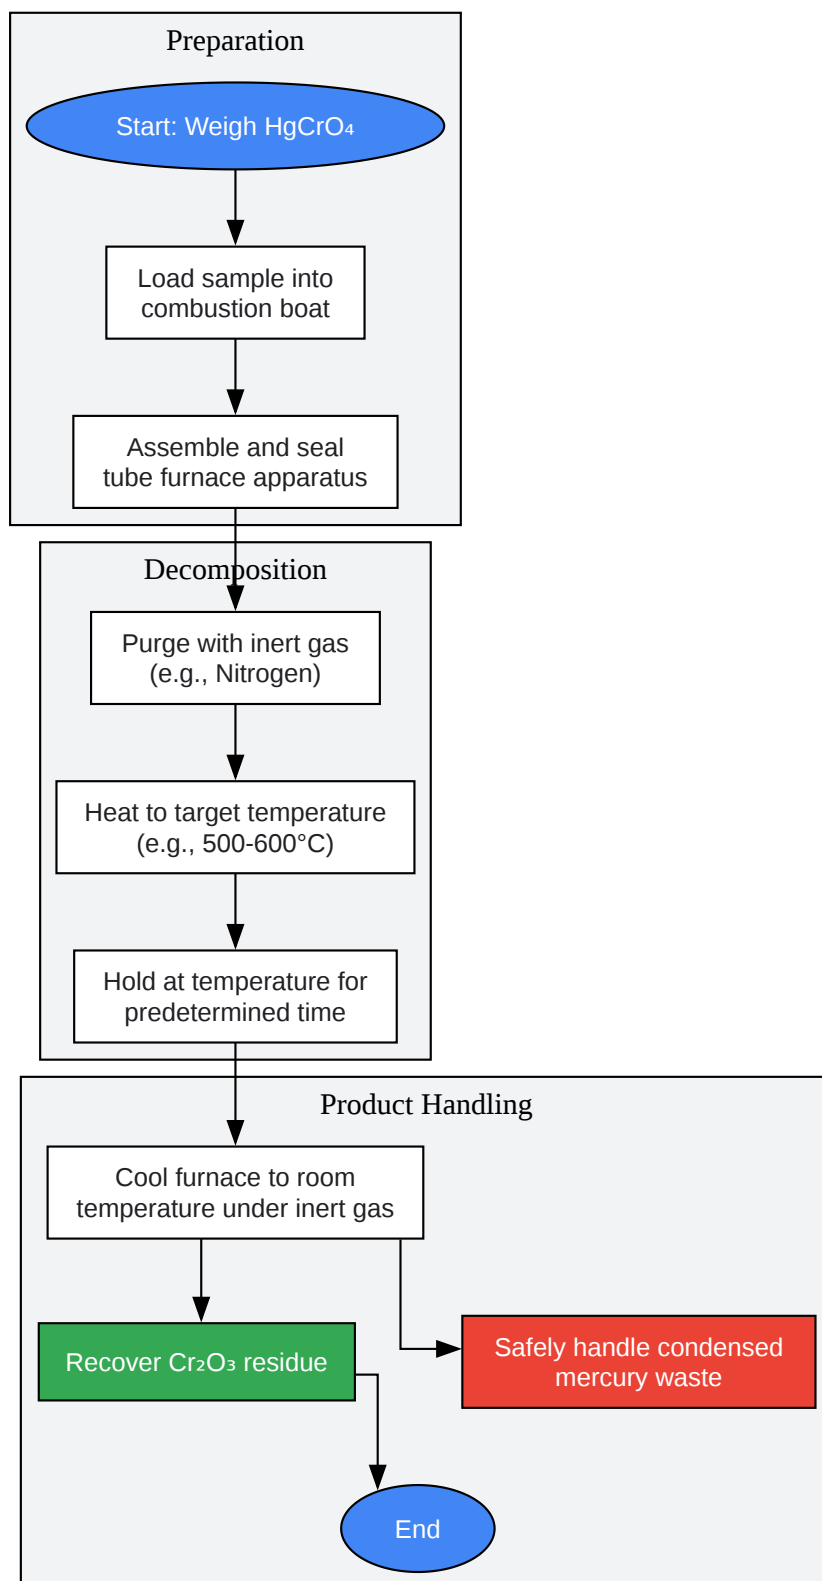 Preparation
Start: Weigh HgCrO₄
Load sample into
combustion boat
Assemble and seal
tube furnace apparatus
Decomposition
Purge with inert gas
(e.g., Nitrogen)
Heat to target temperature
(e.g., 500-600°C)
Hold at temperature for
predetermined time
Product Handling
Cool furnace to room
temperature under inert gas
Recover Cr₂O₃ residue
Safely handle condensed
mercury waste
End